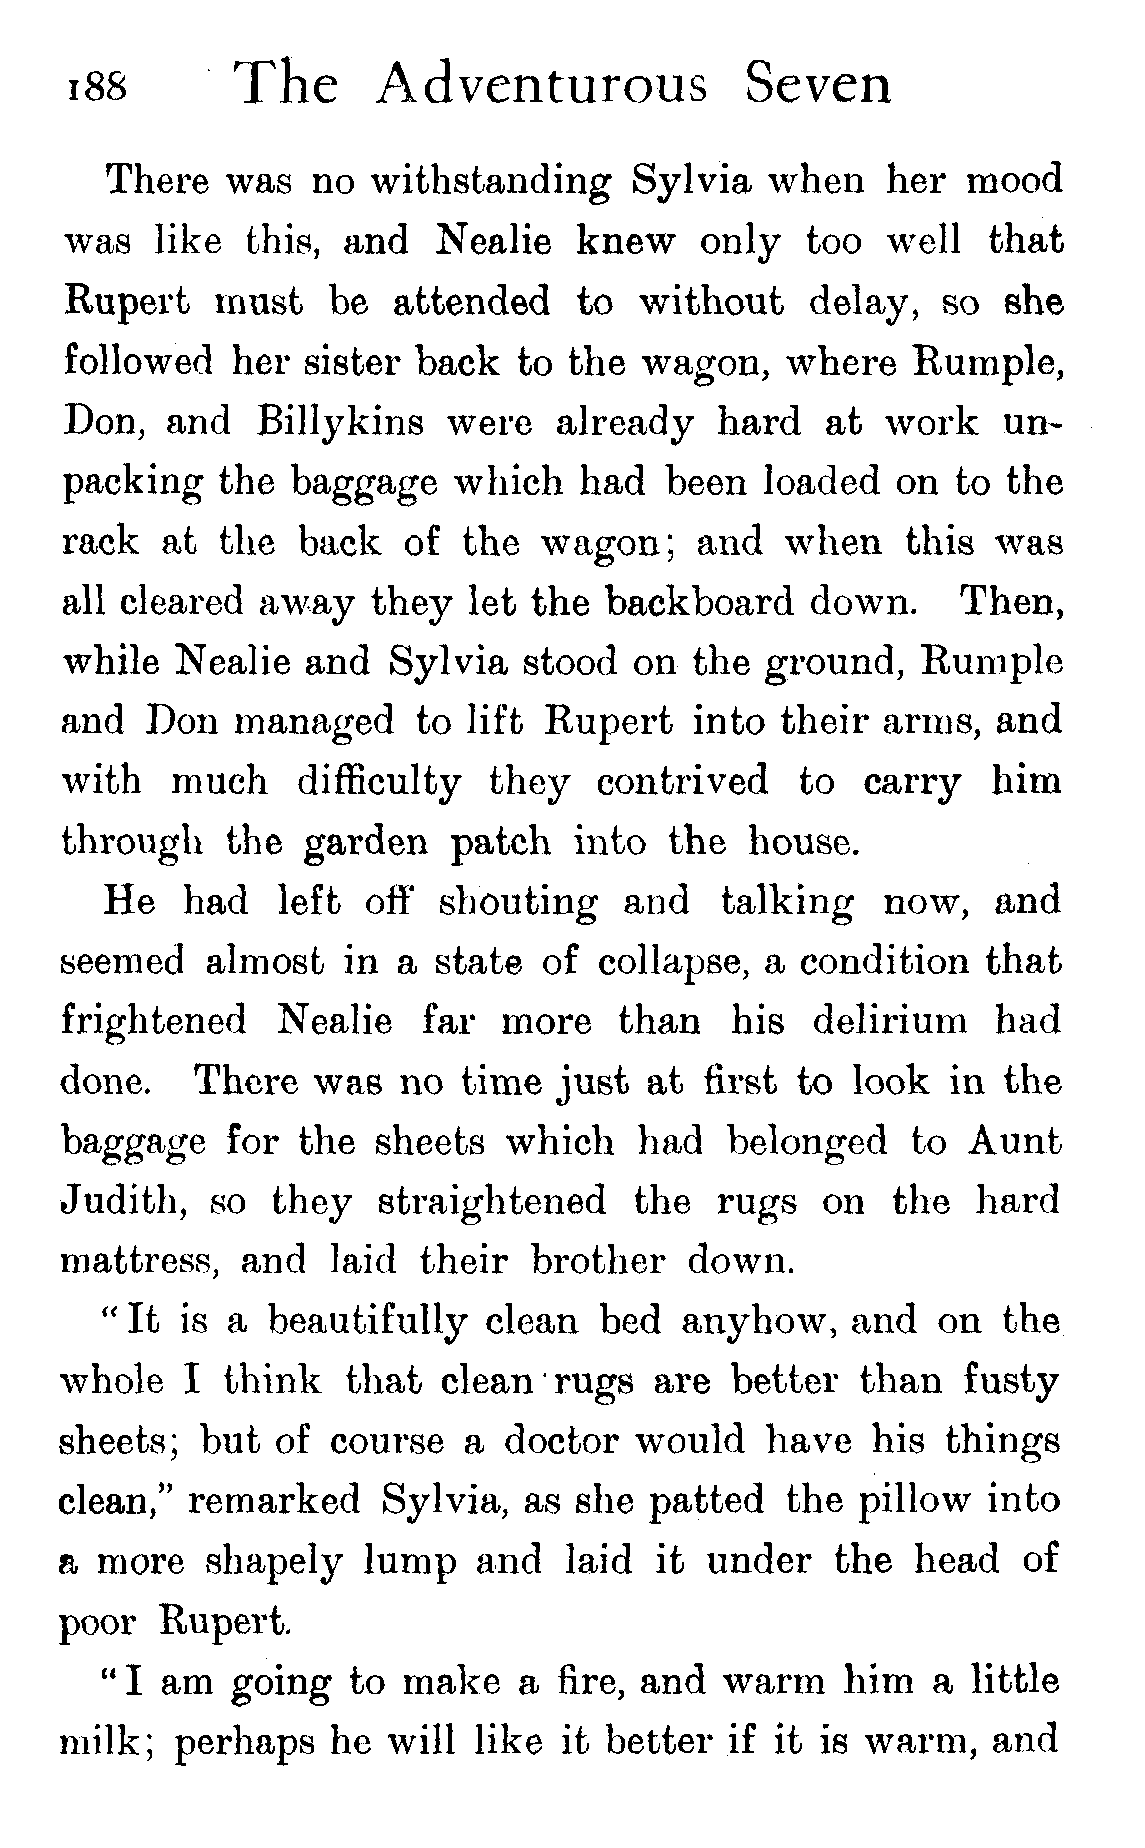 188 The Adventurous Seven
There was no withstanding Sylvia when her mood
was like this, and Nealie knew only too well that
Rupert must be attended to without delay, so she
followed her sister back to the wagon, where Rumple,
Don, and Billykins were already hard at work un-
packing the baggage which had been loaded on to the
rack at the back of the wagon; and when this was
all cleared away they let the backboard down. Then,
while Nealie and Sylvia stood on the ground, Rumple
and Don managed to lift Rupert into their arms, and
with much difficulty they contrived to carry him
through the garden patch into the house.
He had left off shouting and talking now, and
seemed almost in a state of collapse, a condition that
frightened Nealie far more than his delirium had
done. There was no time just at first to look in the
baggage for the sheets which had belonged to Aunt
Judith, so they straightened the rugs on the hard
mattress, and laid their brother down.
"It is a beautifully clean bed anyhow, and on the
whole I think that clean rugs are better than fusty
sheets; but of course a doctor would have his things
clean," remarked Sylvia, as she patted the pillow into
a more shapely lump and laid it under the head of
poor Rupert.
"I am going to make a fire, and warm him a little
milk; perhaps he will like it better if it is warm, and